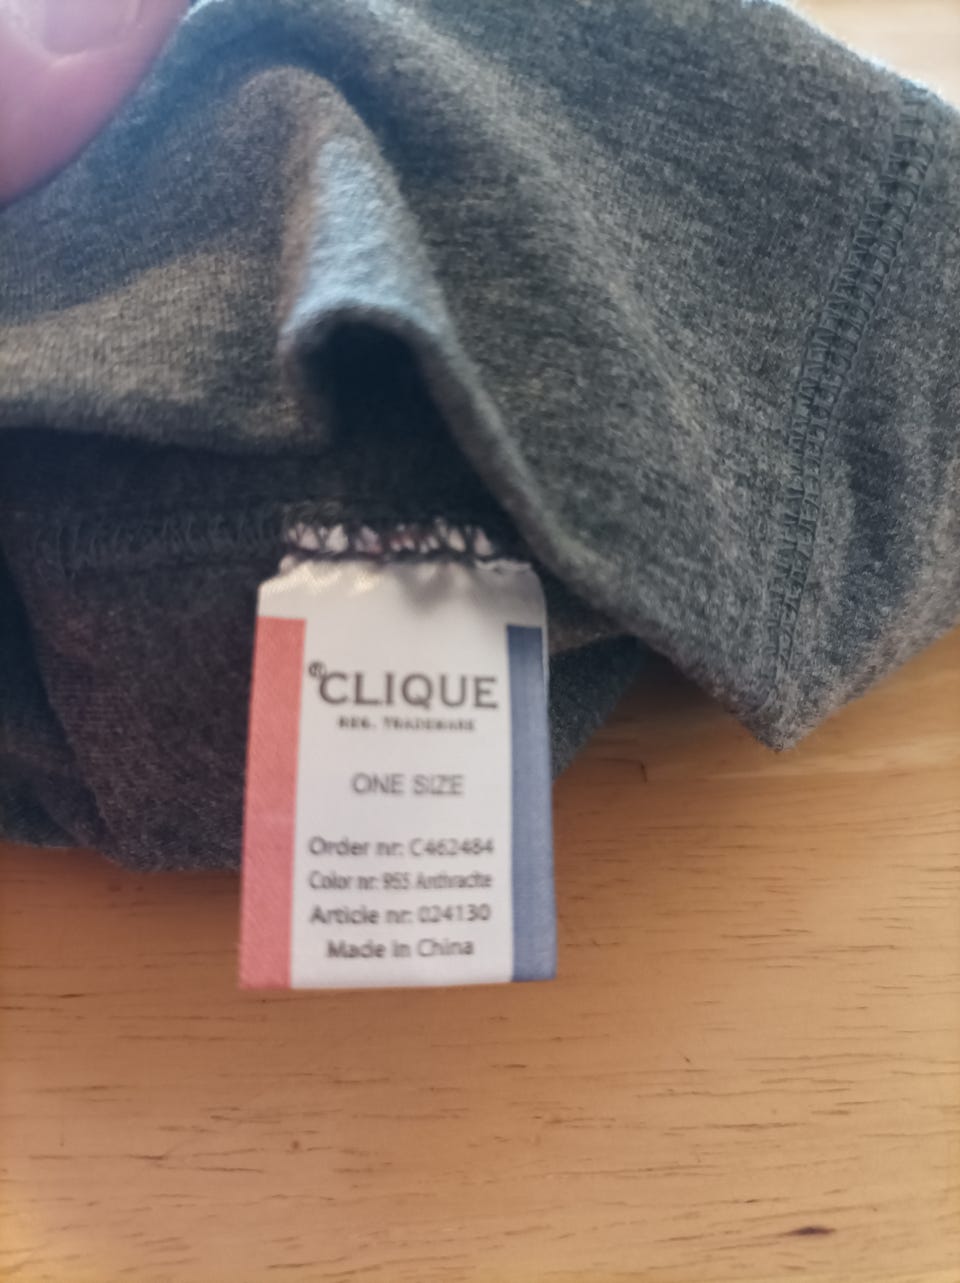 ®CLIQUE
REG. TRADEMARK
ONE SIZE
Order nr: C462484
Color nr: 955 Anthracite
Article nr: 024130
Made in China